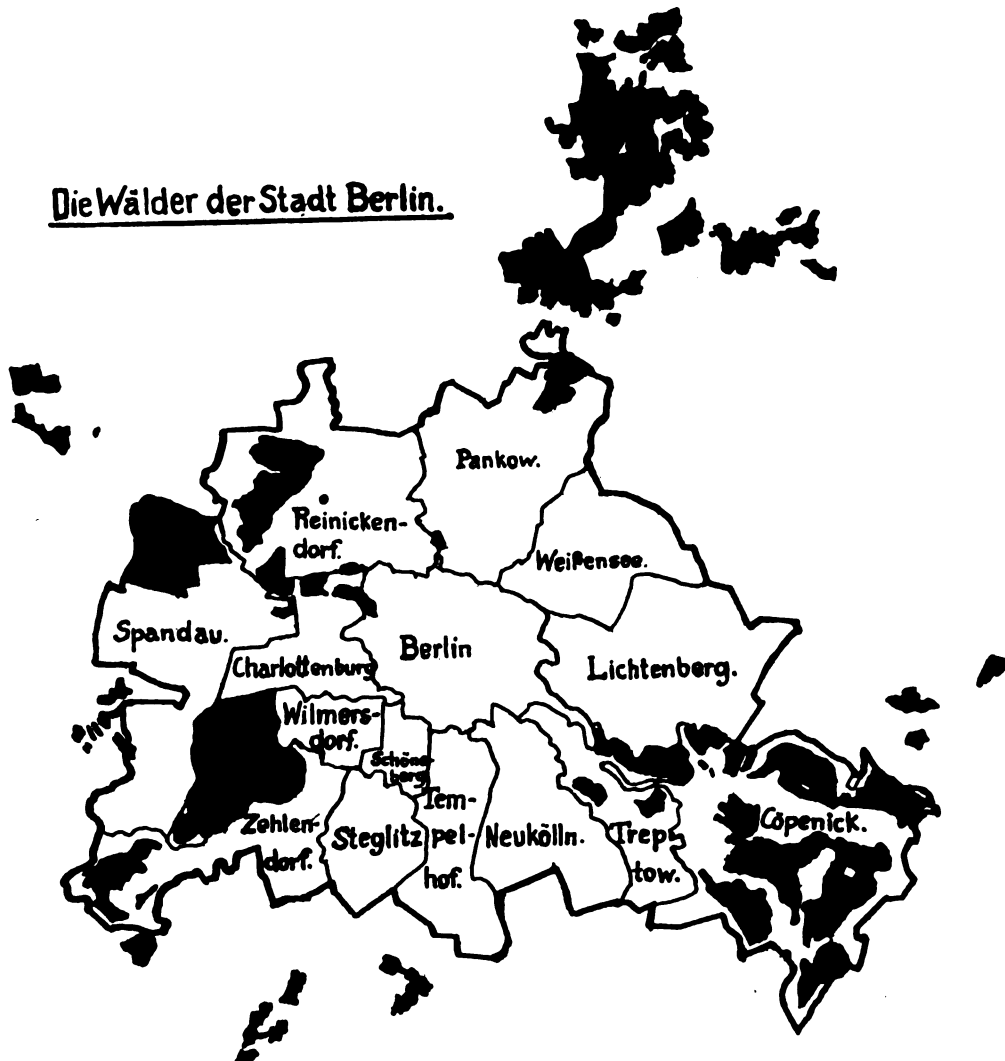 Die Wälder der Stadt Berlin.
Pankow.
Reinicken-
dorf.
Weißensee.
Spandau.
Berlin
Charlottenburg
Lichtenberg.
Wilmers-
dorf.
Schöne-
berg
Zehlen-
dorf.
Steglitz
Tem-
pel-
hof.
Neukölln.
Trep-
tow.
Cöpenick.